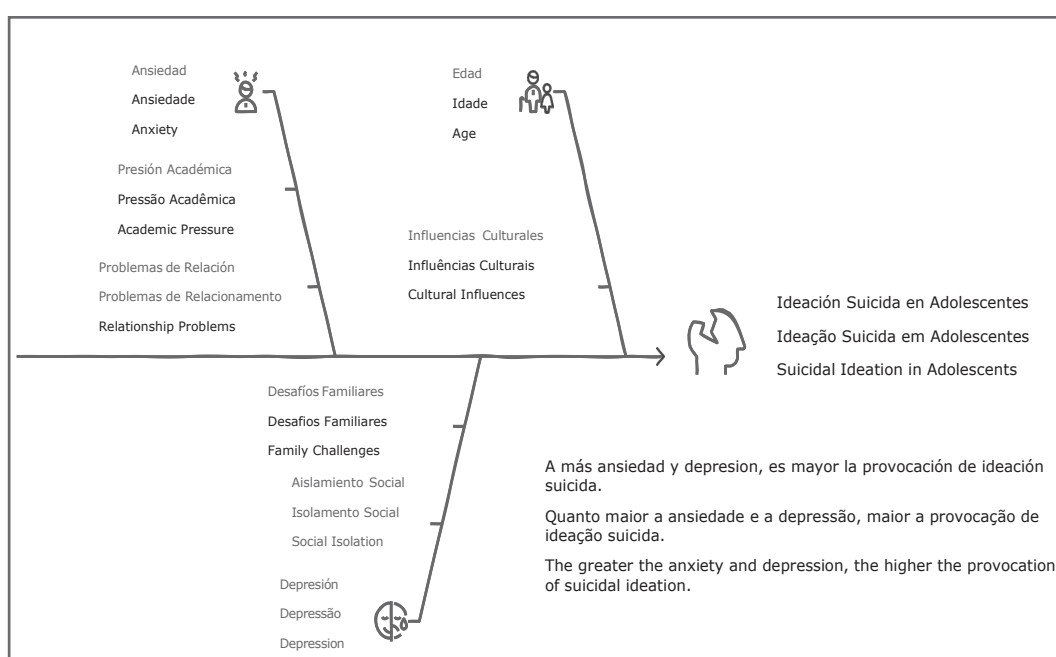 Ansiedad
Ansiedade
Anxiety
Presión Académica
Pressão Acadêmica
Academic Pressure
Problemas de Relación
Problemas de Relacionamento
Relationship Problems
Edad
Idade
Age
Influencias Culturales
Influências Culturais
Cultural Influences
Ideación Suicida en Adolescentes
Ideação Suicida em Adolescentes
Suicidal Ideation in Adolescents
Desafíos Familiares
Desafios Familiares
Family Challenges
Aislamiento Social
Isolamento Social
Social Isolation
Depresión
Depressão
Depression
A más ansiedad y depresion, es mayor la provocación de ideación
suicida.
Quanto maior a ansiedade e a depressão, maior a provocação de
ideação suicida.
The greater the anxiety and depression, the higher the provocation
of suicidal ideation.